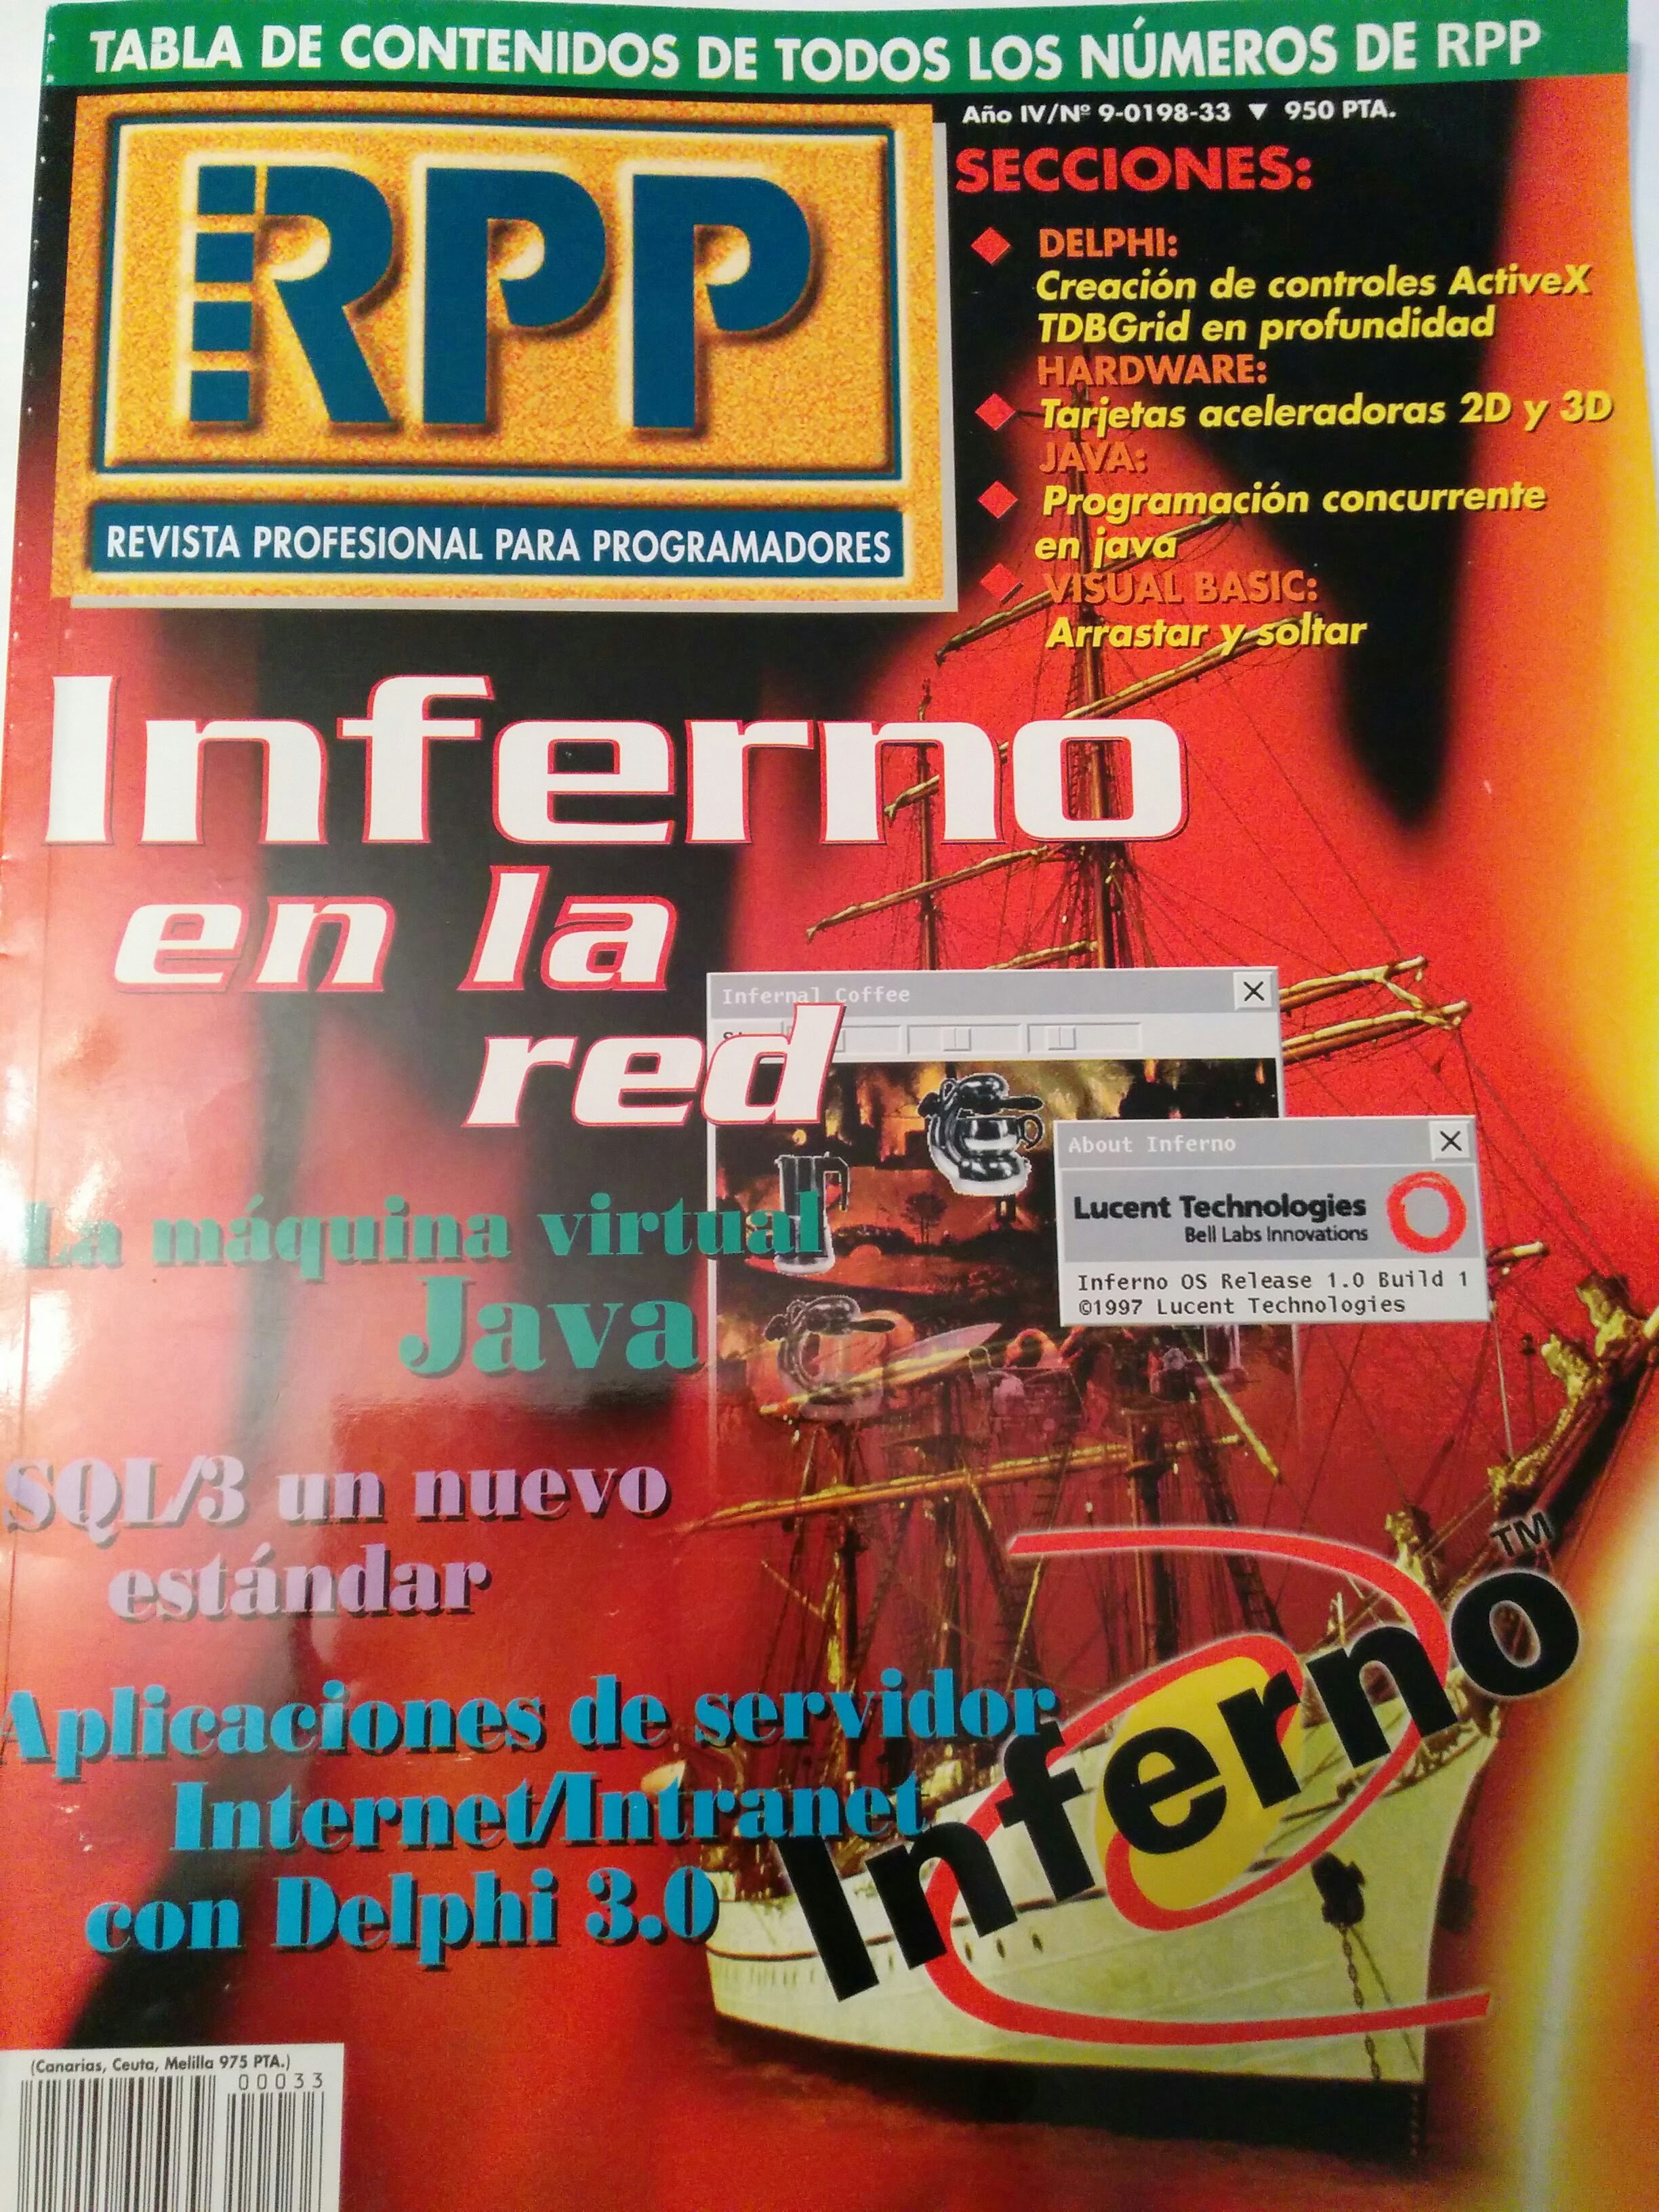 TABLA DE CONTENIDOS DE TODOS LOS NÚMEROS DE RPP
Año IV/Nº 9-0198-33 ▼ 950 PTA.
RPP
REVISTA PROFESIONAL PARA PROGRAMADORES
SECCIONES:
DELPHI:
Creación de controles ActiveX
TDBGrid en profundidad
HARDWARE:
Tarjetas aceleradoras 2D y 3D
JAVA:
Programación concurrente
en java
VISUAL BASIC:
Arrastar y soltar
Inferno
en la
red
Infernal Coffee
About Inferno
Lucent Technologies
Bell Labs Innovations
Inferno OS Release 1.0 Build 1
©1997 Lucent Technologies
La máquina virtual
Java
SQL/3 un nuevo
estándar
Aplicaciones de servidor
Internet/Intranet
con Delphi 3.0
Inferno™
(Canarias, Ceuta, Melilla 975 PTA.)
00033